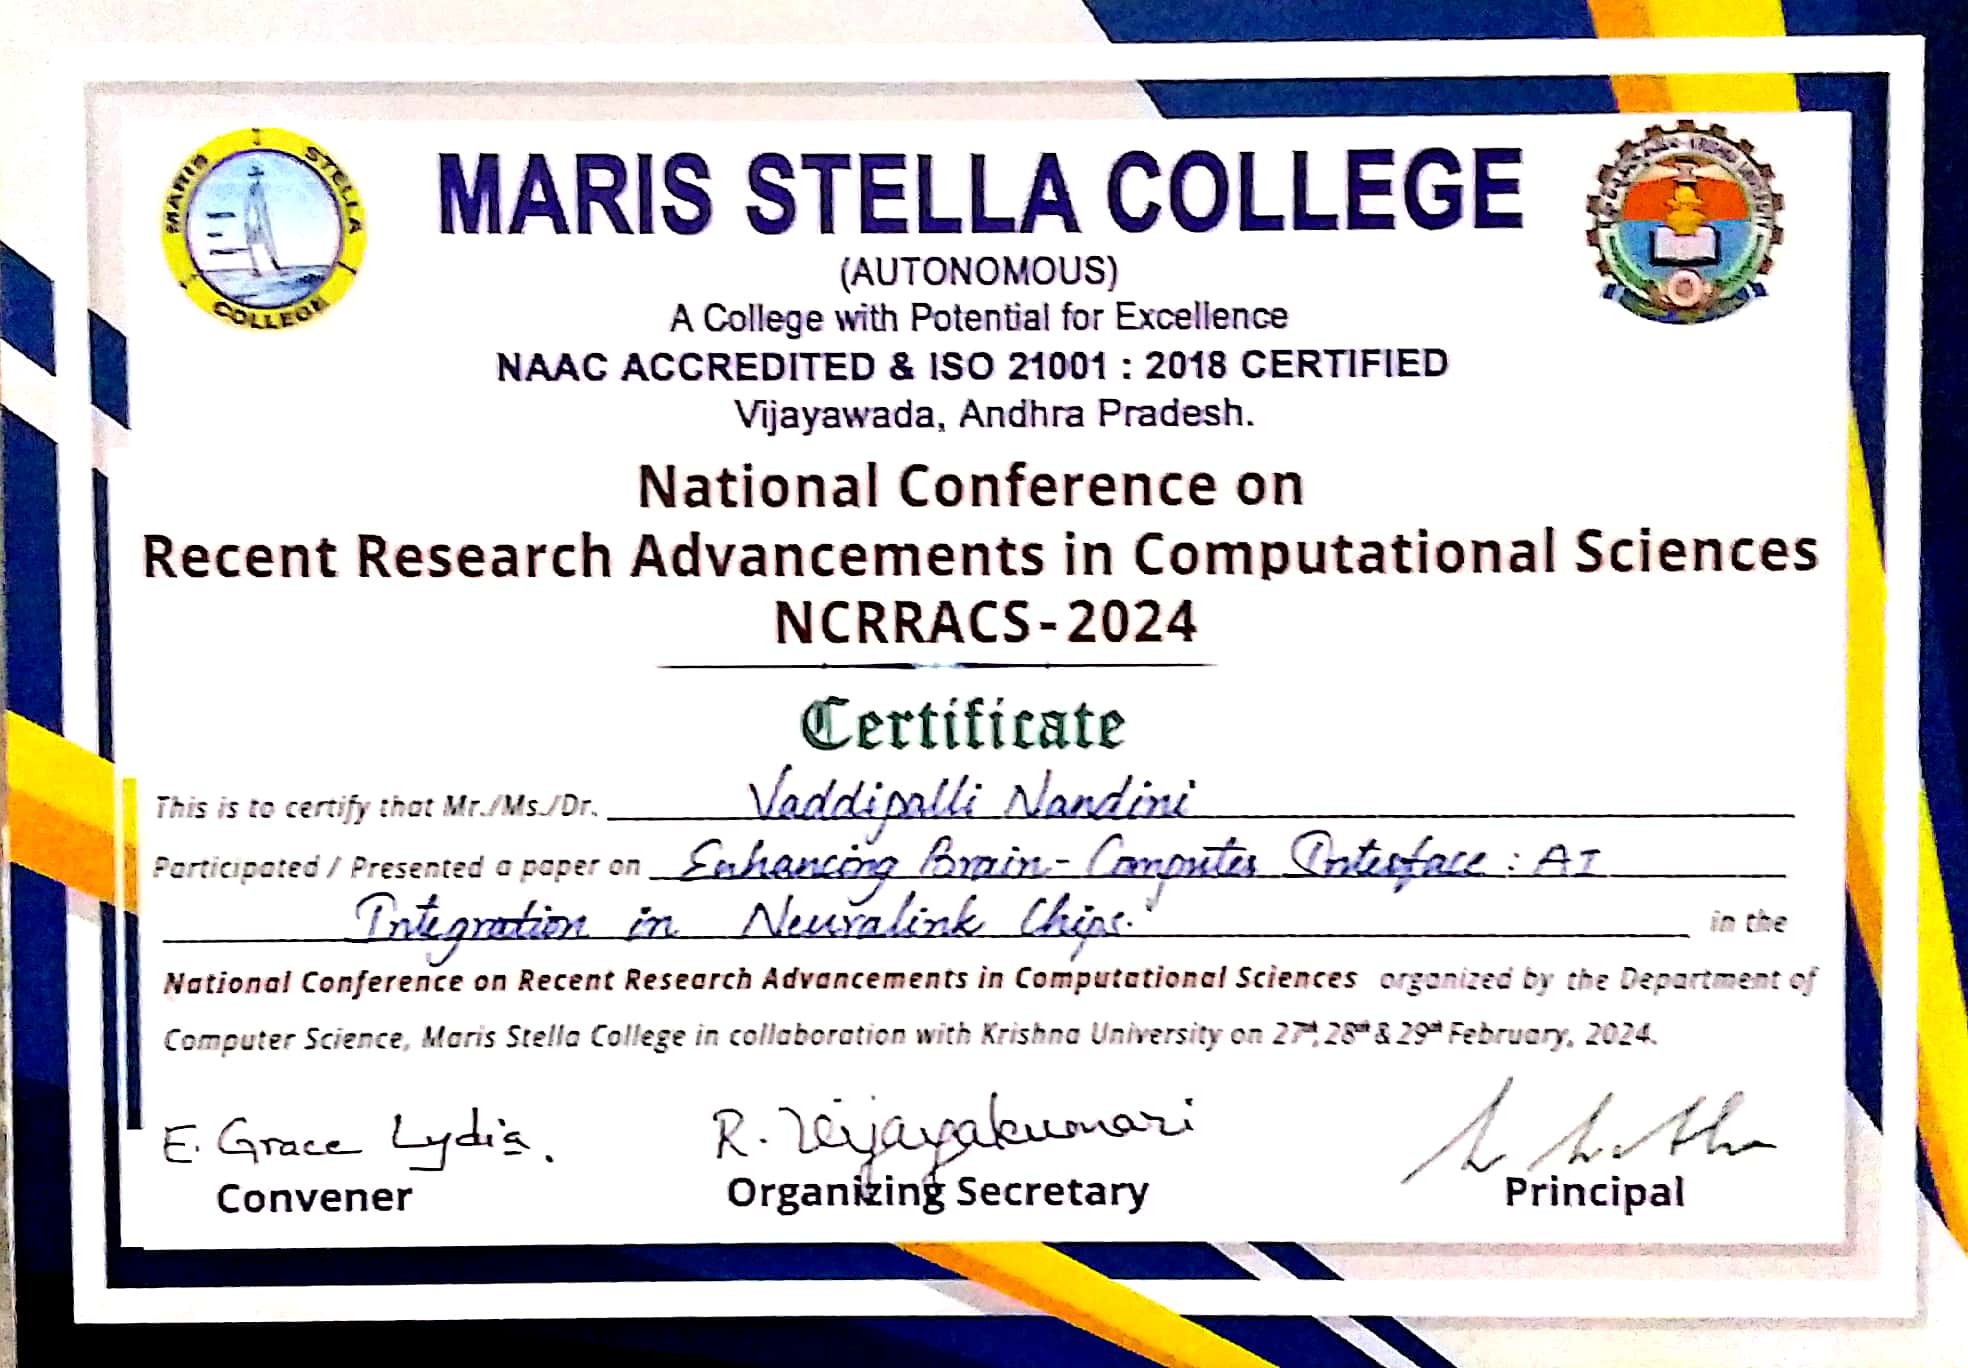 MARIS STELLA COLLEGE
MARIS STELLA COLLEGE
(AUTONOMOUS)
A College with Potential for Excellence
NAAC ACCREDITED & ISO 21001 : 2018 CERTIFIED
Vijayawada, Andhra Pradesh.
National Conference on
Recent Research Advancements in Computational Sciences
NCRRACS-2024
Certificate
This is to certify that Mr./Ms./Dr. Vaddipalli Nandini
Participated / Presented a paper on Enhancing Brain-Computer Interface : AI
Integration in Neuralink Chips. in the
National Conference on Recent Research Advancements in Computational Sciences organized by the Department of
Computer Science, Maris Stella College in collaboration with Krishna University on 27th, 28th & 29th February, 2024.
E. Grace Lydia. R. Vijayakumari
Convener Organizing Secretary Principal